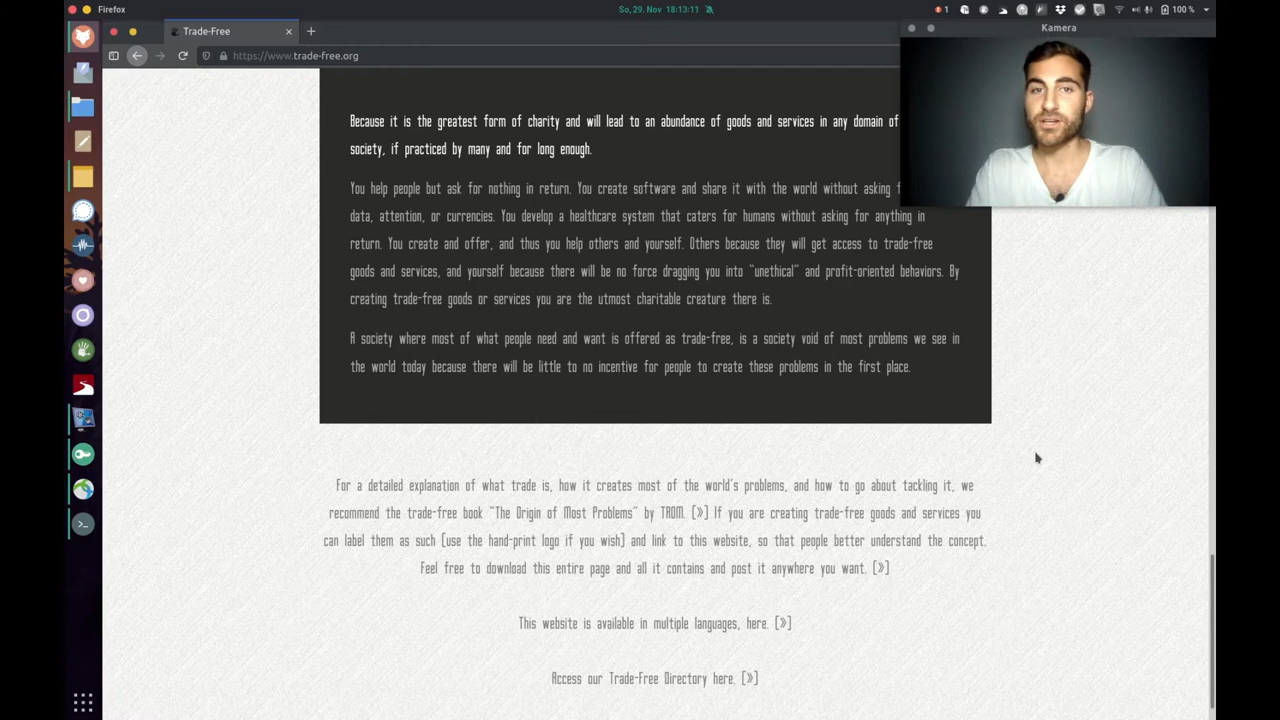 Firefox
So, 29. Nov 18:13:11
1
100 %
Trade-Free
Kamera
https://www.trade-free.org
Because it is the greatest form of charity and will lead to an abundance of goods and services in any domain of
society, if practiced by many and for long enough.
You help people but ask for nothing in return. You create software and share it with the world without asking
data, attention, or currencies. You develop a healthcare system that caters for humans without asking for anything in
return. You create and offer, and thus you help others and yourself. Others because they will get access to trade-free
goods and services, and yourself because there will be no force dragging you into "unethical" and profit-oriented behaviors. By
creating trade-free goods or services you are the utmost charitable creature there is.
A society where most of what people need and want is offered as trade-free, is a society void of most problems we see in
the world today because there will be little to no incentive for people to create these problems in the first place.
For a detailed explanation of what trade is, how it creates most of the world's problems, and how to go about tackling it, we
recommend the trade-free book "The Origin of Most Problems" by TROM. [»] If you are creating trade-free goods and services you
can label them as such [use the hand-print logo if you wish] and link to this website, so that people better understand the concept.
Feel free to download this entire page and all it contains and post it anywhere you want. [»]
This website is available in multiple languages, here. [»]
Access our Trade-Free Directory here. [»]